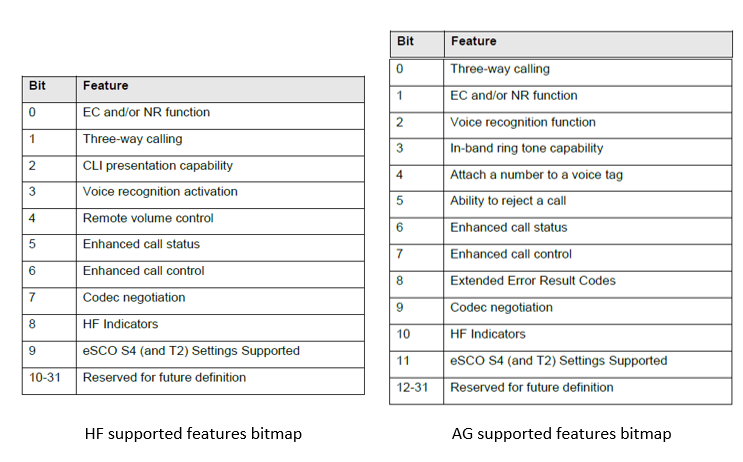 Bit Feature
0 EC and/or NR function
1 Three-way calling
2 CLI presentation capability
3 Voice recognition activation
4 Remote volume control
5 Enhanced call status
6 Enhanced call control
7 Codec negotiation
8 HF Indicators
9 eSCO S4 (and T2) Settings Supported
10-31 Reserved for future definition
HF supported features bitmap
Bit Feature
0 Three-way calling
1 EC and/or NR function
2 Voice recognition function
3 In-band ring tone capability
4 Attach a number to a voice tag
5 Ability to reject a call
6 Enhanced call status
7 Enhanced call control
8 Extended Error Result Codes
9 Codec negotiation
10 HF Indicators
11 eSCO S4 (and T2) Settings Supported
12-31 Reserved for future definition
AG supported features bitmap